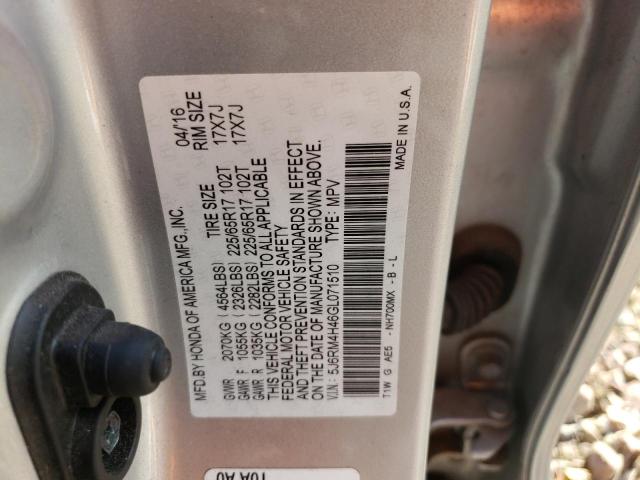 MFD.BY HONDA OF AMERICA MFG.,INC. 04/16
TIRE SIZE RIM SIZE
GVWR 2070KG ( 4564LBS)
GAWR F 1055KG ( 2326LBS) 225/65R17 102T 17X7J
GAWR R 1035KG ( 2282LBS) 225/65R17 102T 17X7J
THIS VEHICLE CONFORMS TO ALL APPLICABLE
FEDERAL MOTOR VEHICLE SAFETY
AND THEFT PREVENTION STANDARDS IN EFFECT
ON THE DATE OF MANUFACTURE SHOWN ABOVE.
V.I.N: 5J6RM4H46GL071510 TYPE: MPV
T1W G AE5 - NH700MX - B - L MADE IN U.S.A.